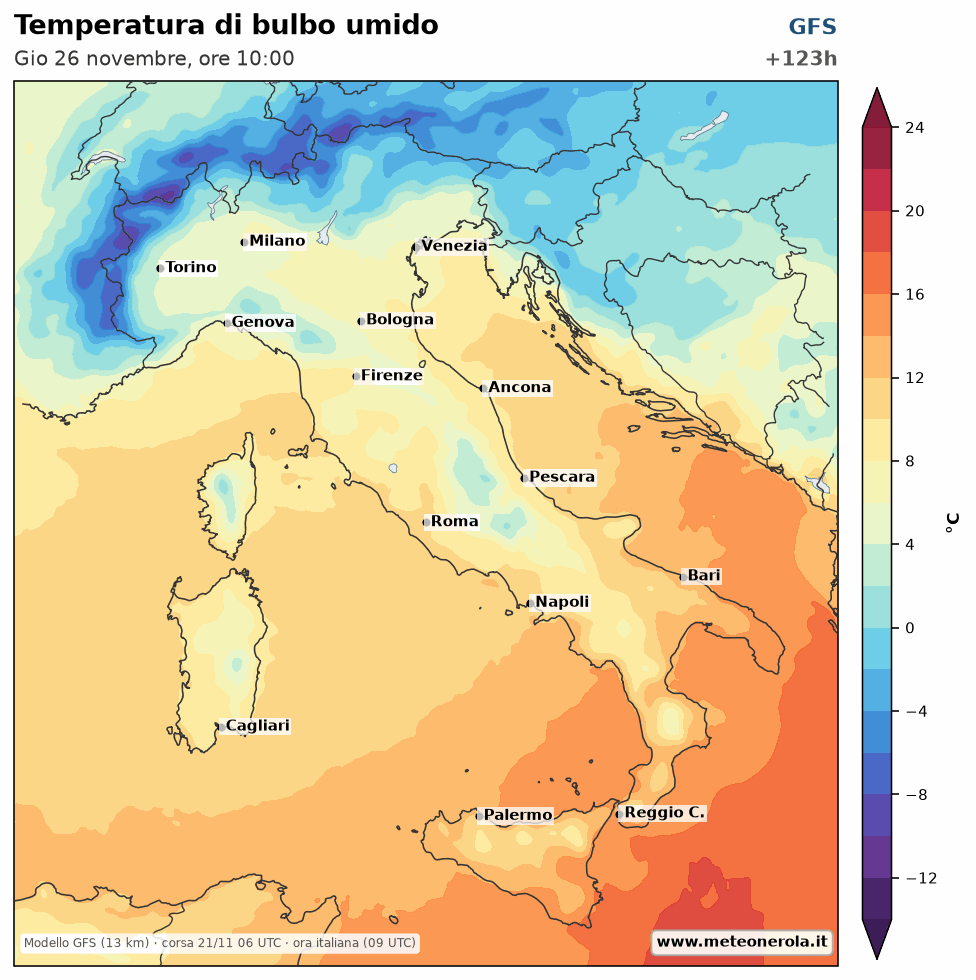 Temperatura di bulbo umido
GFS
Gio 26 novembre, ore 10:00
+123h
24
20
16
12
8
4
0
−4
−8
−12
°C
Milano
Venezia
Torino
Genova
Bologna
Firenze
Ancona
Pescara
Roma
Bari
Napoli
Cagliari
Palermo
Reggio C.
Modello GFS (13 km) · corsa 21/11 06 UTC · ora italiana (09 UTC)
www.meteonerola.it